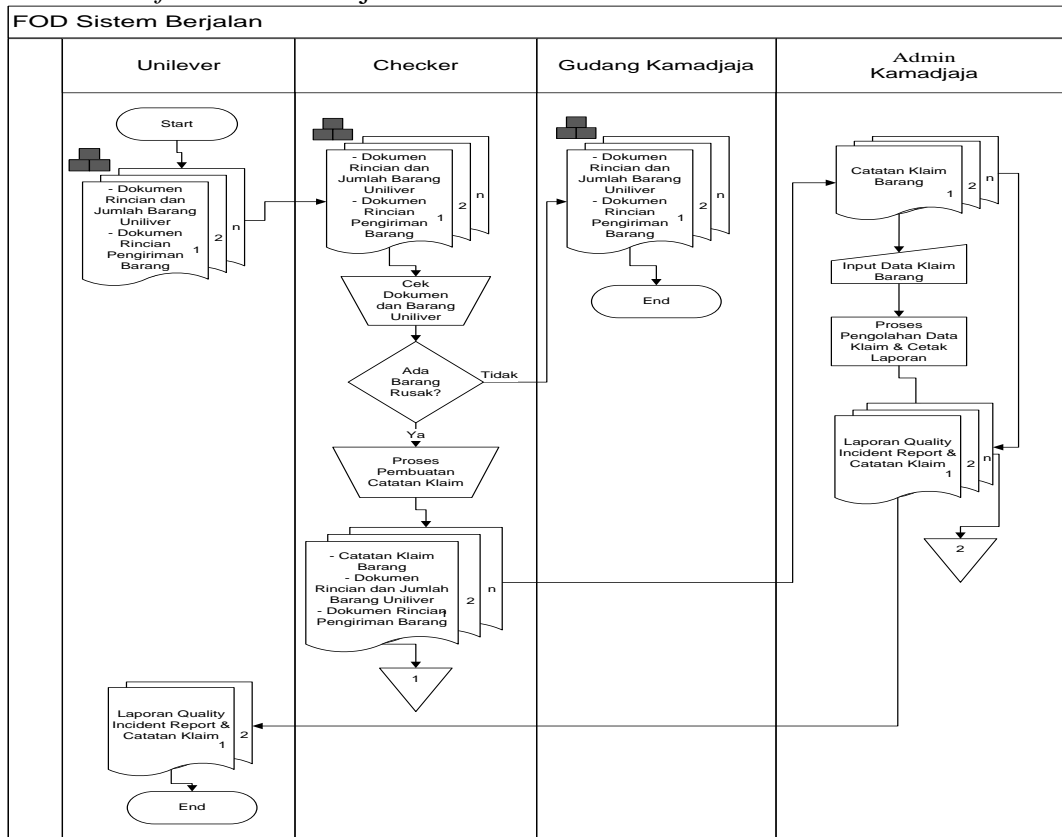 FOD Sistem Berjalan
Unilever
Checker
Gudang Kamadjaja
Admin
Kamadjaja
Start
- Dokumen
Rincian dan
Jumlah Barang
Uniliver
- Dokumen
Rincian
Pengiriman
Barang
1
2
n
- Dokumen
Rincian dan
Jumlah Barang
Uniliver
- Dokumen
Rincian
Pengiriman
Barang
1
2
n
Cek
Dokumen
dan Barang
Uniliver
Ada
Barang
Rusak?
Tidak
Ya
Proses
Pembuatan
Catatan Klaim
- Catatan Klaim
Barang
- Dokumen
Rincian dan Jumlah
Barang Uniliver
- Dokumen Rincian
Pengiriman Barang
1
2
n
1
- Dokumen
Rincian dan
Jumlah Barang
Uniliver
- Dokumen
Rincian
Pengiriman
Barang
1
2
n
End
Catatan Klaim
Barang
1
2
n
Input Data Klaim
Barang
Proses
Pengolahan Data
Klaim & Cetak
Laporan
Laporan Quality
Incident Report &
Catatan Klaim
1
2
n
2
Laporan Quality
Incident Report &
Catatan Klaim
1
2
End